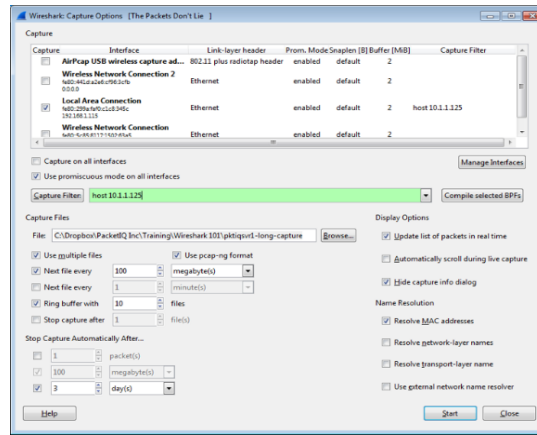 Wireshark: Capture Options [The Packets Don't Lie ]
Capture
Capture Interface Link-layer header Prom. Mode Snaplen [B] Buffer [MiB] Capture Filter
AirPcap USB wireless capture ad... 802.11 plus radiotap header enabled default 2
Wireless Network Connection 2
Ethernet enabled default 2
0.0.0.0
Local Area Connection
Ethernet enabled default 2 host 10.1.1.125
192.168.1.115
Wireless Network Connection
Ethernet enabled default 2
Capture on all interfaces
Manage Interfaces
Use promiscuous mode on all interfaces
Capture Filter: host 10.1.1.125 Compile selected BPFs
Capture Files
Display Options
File: C:\Dropbox\PacketIQ Inc\Training\Wireshark 101\pktiqsvr1-long-capture Browse...
Update list of packets in real time
Use multiple files Use pcap-ng format
Automatically scroll during live capture
Next file every 100 megabyte(s)
Next file every 1 minute(s)
Hide capture info dialog
Ring buffer with 10 files
Name Resolution
Stop capture after 1 file(s)
Resolve MAC addresses
Stop Capture Automatically After...
Resolve network-layer names
1 packet(s)
Resolve transport-layer name
100 megabyte(s)
3 day(s)
Use external network name resolver
Help Start Close